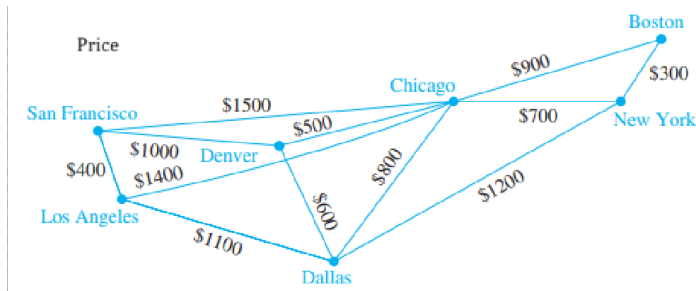 Boston
Price
$900
$300
Chicago
San Francisco
$1500
$500
$700
New York
$1000
Denver
$400
$1400
$800
$1200
$600
Los Angeles
$1100
Dallas